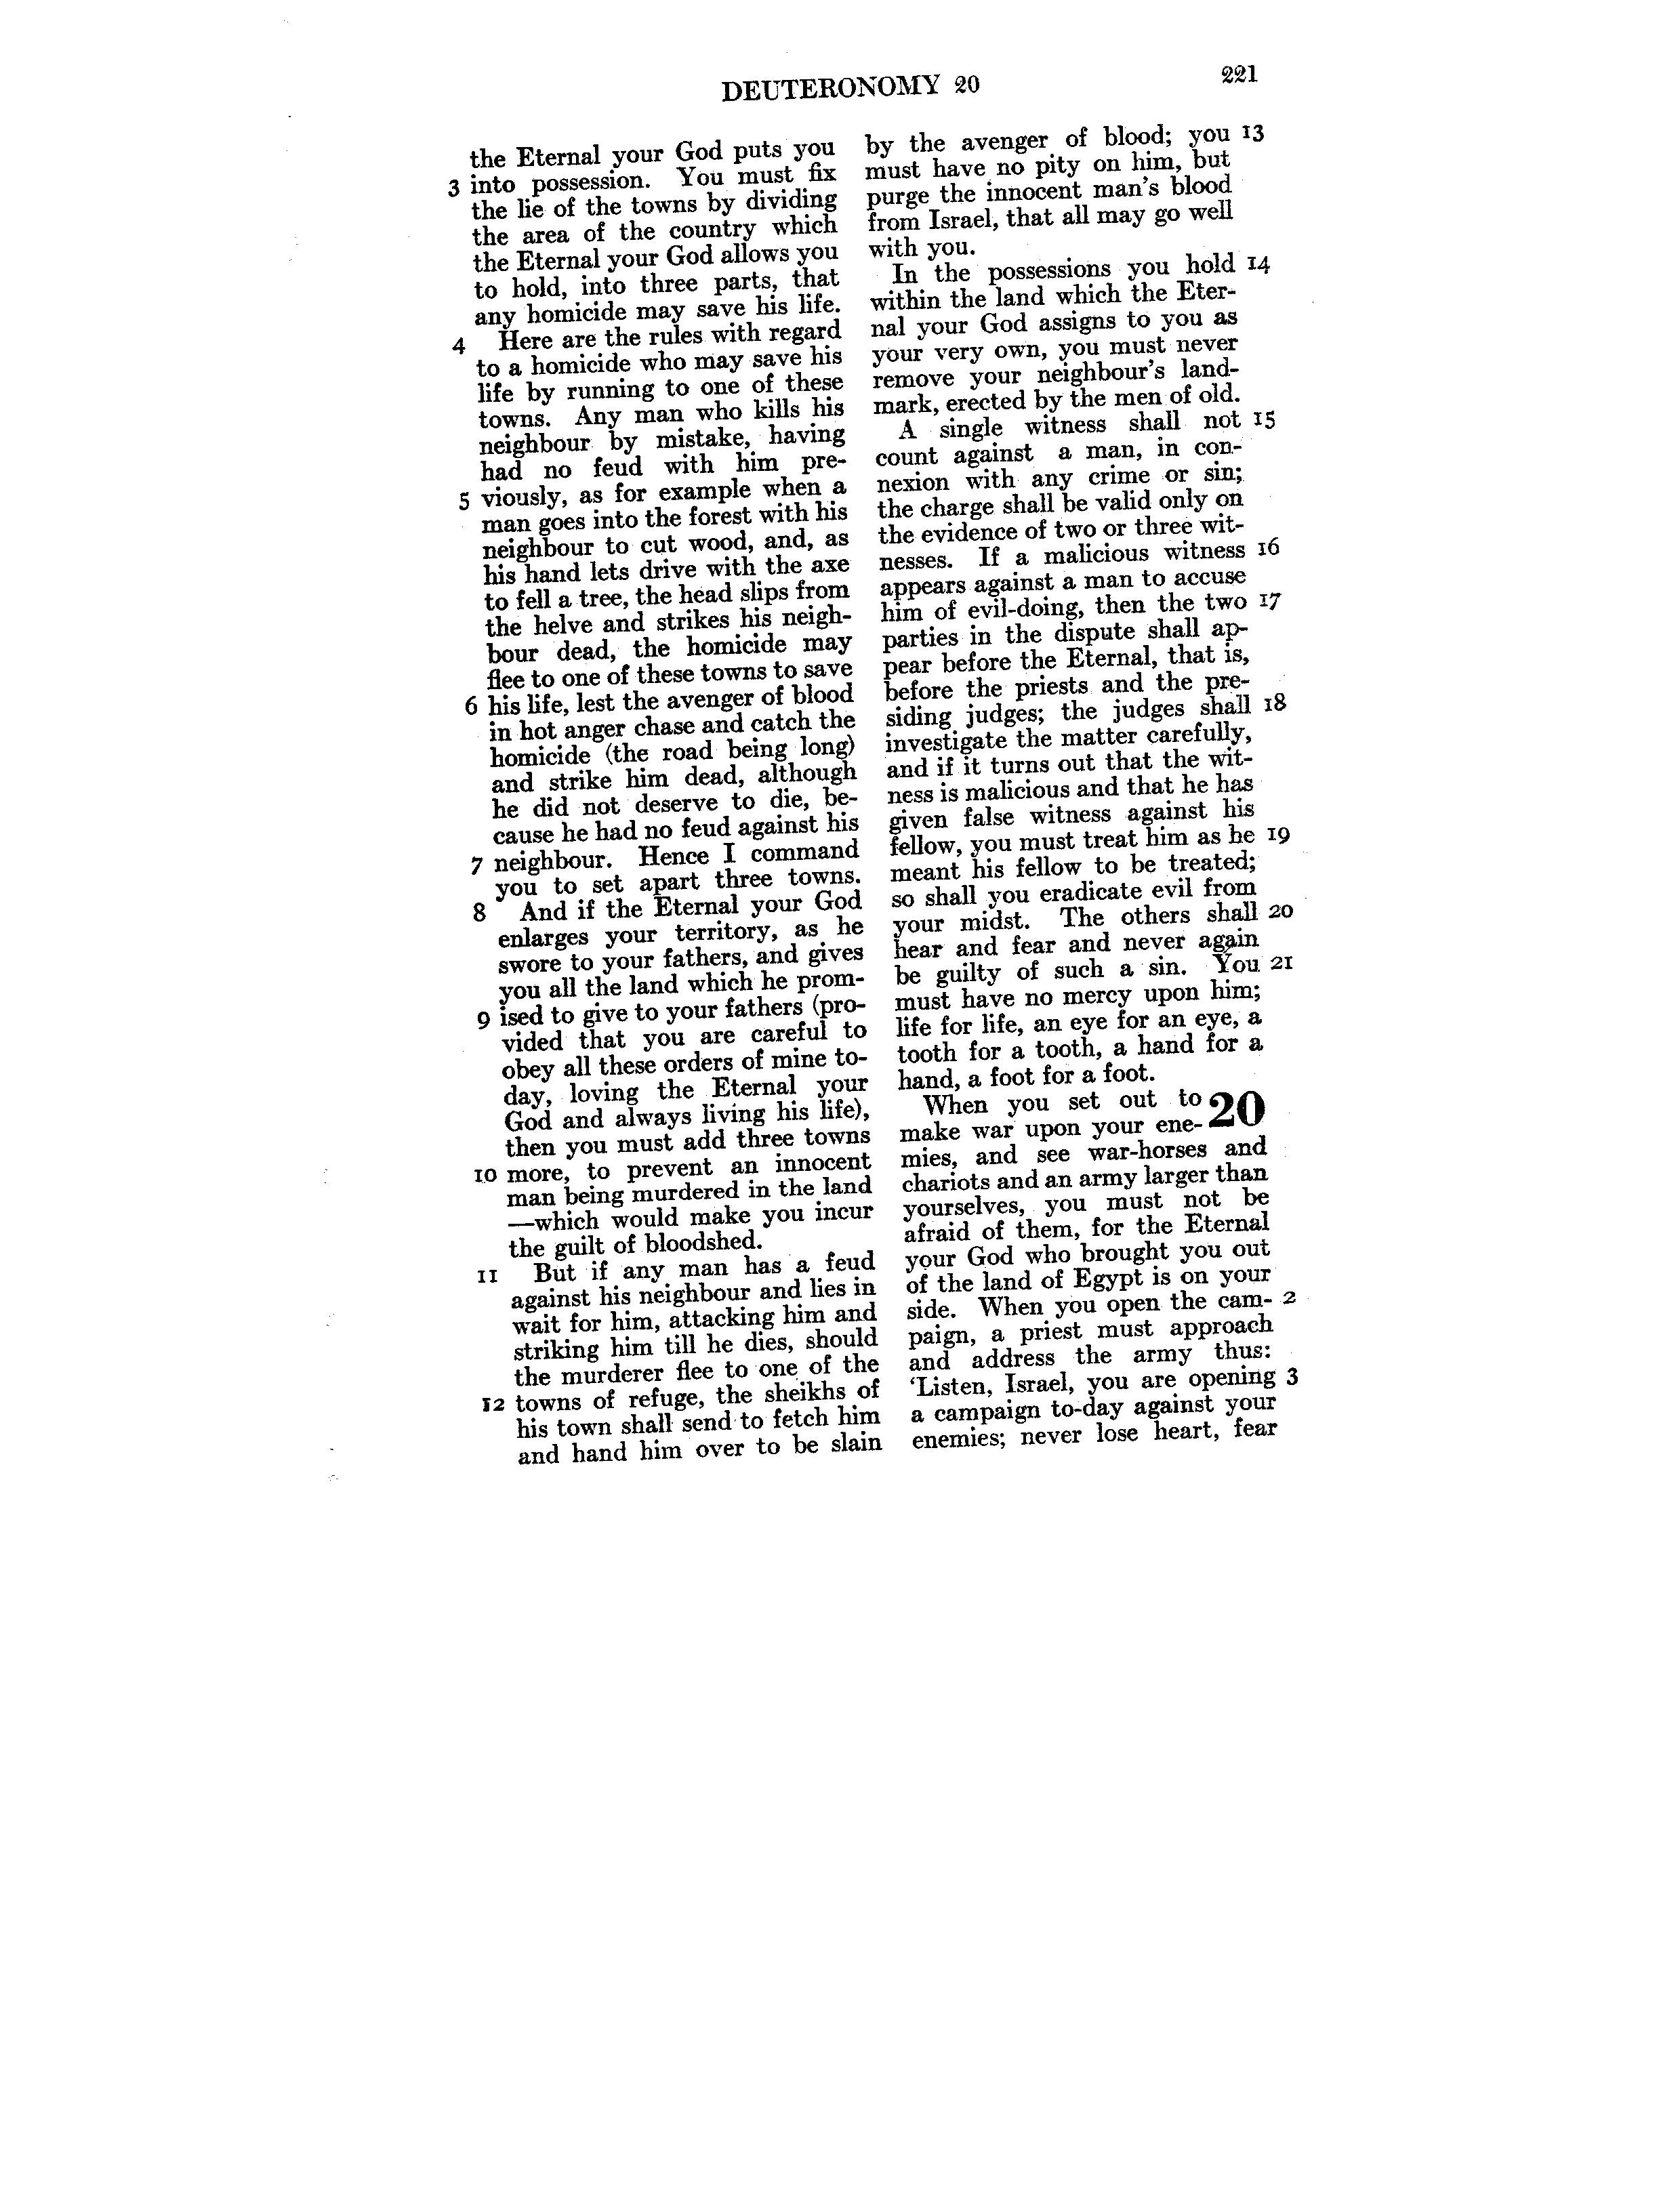 DEUTERONOMY 20
221
the Eternal your God puts you
3 into possession. You must fix
the lie of the towns by dividing
the area of the country which
the Eternal your God allows you
to hold, into three parts, that
any homicide may save his life.
4 Here are the rules with regard
to a homicide who may save his
life by running to one of these
towns. Any man who kills his
neighbour by mistake, having
had no feud with him pre-
5 viously, as for example when a
man goes into the forest with his
neighbour to cut wood, and, as
his hand lets drive with the axe
to fell a tree, the head slips from
the helve and strikes his neigh-
bour dead, the homicide may
flee to one of these towns to save
6 his life, lest the avenger of blood
in hot anger chase and catch the
homicide (the road being long)
and strike him dead, although
he did not deserve to die, be-
cause he had no feud against his
7 neighbour. Hence I command
you to set apart three towns.
8 And if the Eternal your God
enlarges your territory, as he
swore to your fathers, and gives
you all the land which he prom-
9 ised to give to your fathers (pro-
vided that you are careful to
obey all these orders of mine to-
day, loving the Eternal your
God and always living his life),
then you must add three towns
10 more, to prevent an innocent
man being murdered in the land
—which would make you incur
the guilt of bloodshed.
11 But if any man has a feud
against his neighbour and lies in
wait for him, attacking him and
striking him till he dies, should
the murderer flee to one of the
12 towns of refuge, the sheikhs of
his town shall send to fetch him
and hand him over to be slain
by the avenger of blood; you 13
must have no pity on him, but
purge the innocent man's blood
from Israel, that all may go well
with you.
In the possessions you hold 14
within the land which the Eter-
nal your God assigns to you as
your very own, you must never
remove your neighbour's land-
mark, erected by the men of old.
A single witness shall not 15
count against a man, in con-
nexion with any crime or sin;
the charge shall be valid only on
the evidence of two or three wit-
nesses. If a malicious witness 16
appears against a man to accuse
him of evil-doing, then the two 17
parties in the dispute shall ap-
pear before the Eternal, that is,
before the priests and the pre-
siding judges; the judges shall 18
investigate the matter carefully,
and if it turns out that the wit-
ness is malicious and that he has
given false witness against his
fellow, you must treat him as he 19
meant his fellow to be treated;
so shall you eradicate evil from
your midst. The others shall 20
hear and fear and never again
be guilty of such a sin. You 21
must have no mercy upon him;
life for life, an eye for an eye, a
tooth for a tooth, a hand for a
hand, a foot for a foot.
When you set out to 20
make war upon your ene-
mies, and see war-horses and
chariots and an army larger than
yourselves, you must not be
afraid of them, for the Eternal
your God who brought you out
of the land of Egypt is on your
side. When you open the cam- 2
paign, a priest must approach
and address the army thus:
‘Listen, Israel, you are opening 3
a campaign to-day against your
enemies; never lose heart, fear